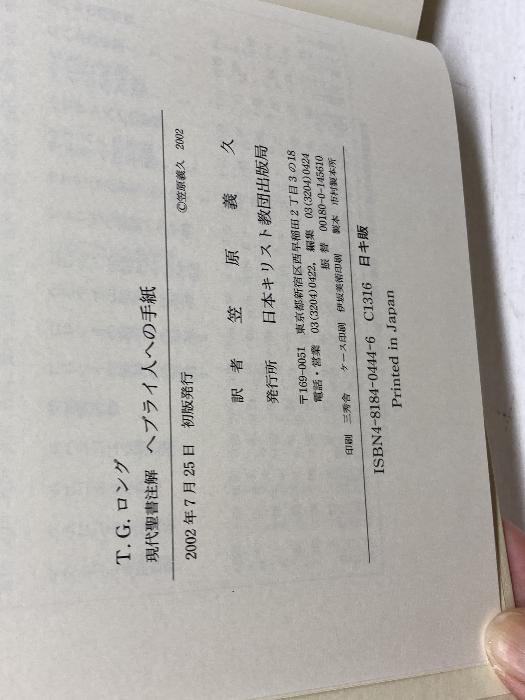 T. G. ロング
現代聖書注解 ヘブライ人への手紙
©笠原義久 2002
2002年7月25日 初版発行
訳者 笠原義久
発行所 日本キリスト教団出版局
〒169-0051 東京都新宿区西早稲田2丁目3の18
電話・営業 03(3204)0422, 編集 03(3204)0424
振替 00180-0-145610
印刷 三秀舎 ケース印刷 伊坂美術印刷 製本 市村製本所
ISBN4-8184-0444-6 C1316 日キ販
Printed in Japan